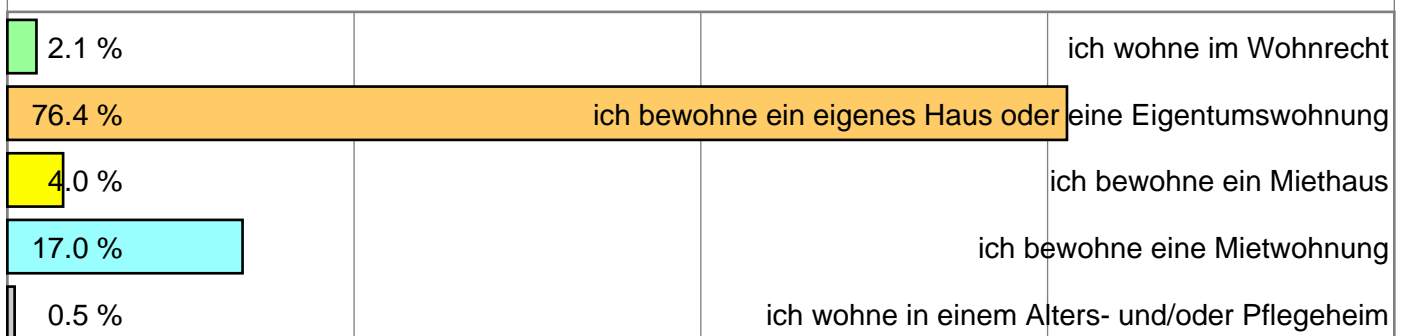 2.1 % ich wohne im Wohnrecht
76.4 % ich bewohne ein eigenes Haus oder eine Eigentumswohnung
4.0 % ich bewohne ein Miethaus
17.0 % ich bewohne eine Mietwohnung
0.5 % ich wohne in einem Alters- und/oder Pflegeheim